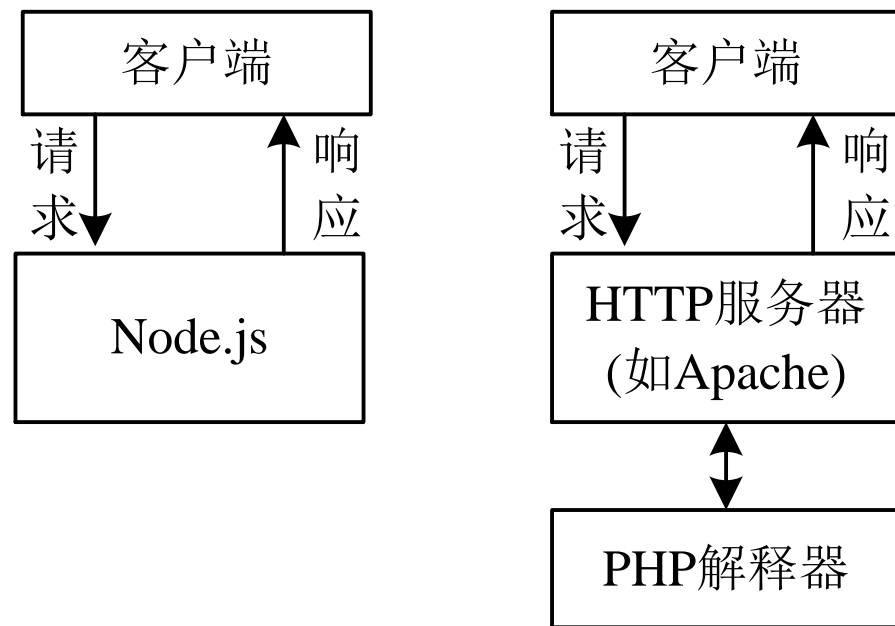 客户端
请求
响应
Node.js
客户端
请求
响应
HTTP服务器
(如Apache)
PHP解释器